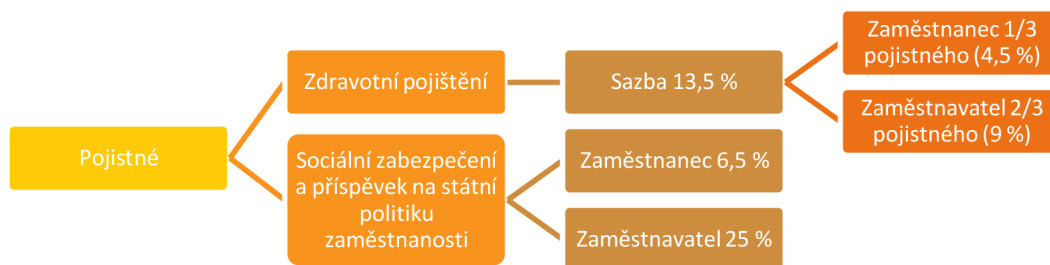 Pojistné
Zdravotní pojištění
Sazba 13,5 %
Zaměstnanec 1/3
pojistného (4,5 %)
Zaměstnavatel 2/3
pojistného (9 %)
Sociální zabezpečení
a příspěvek na státní
politiku
zaměstnanosti
Zaměstnanec 6,5 %
Zaměstnavatel 25 %